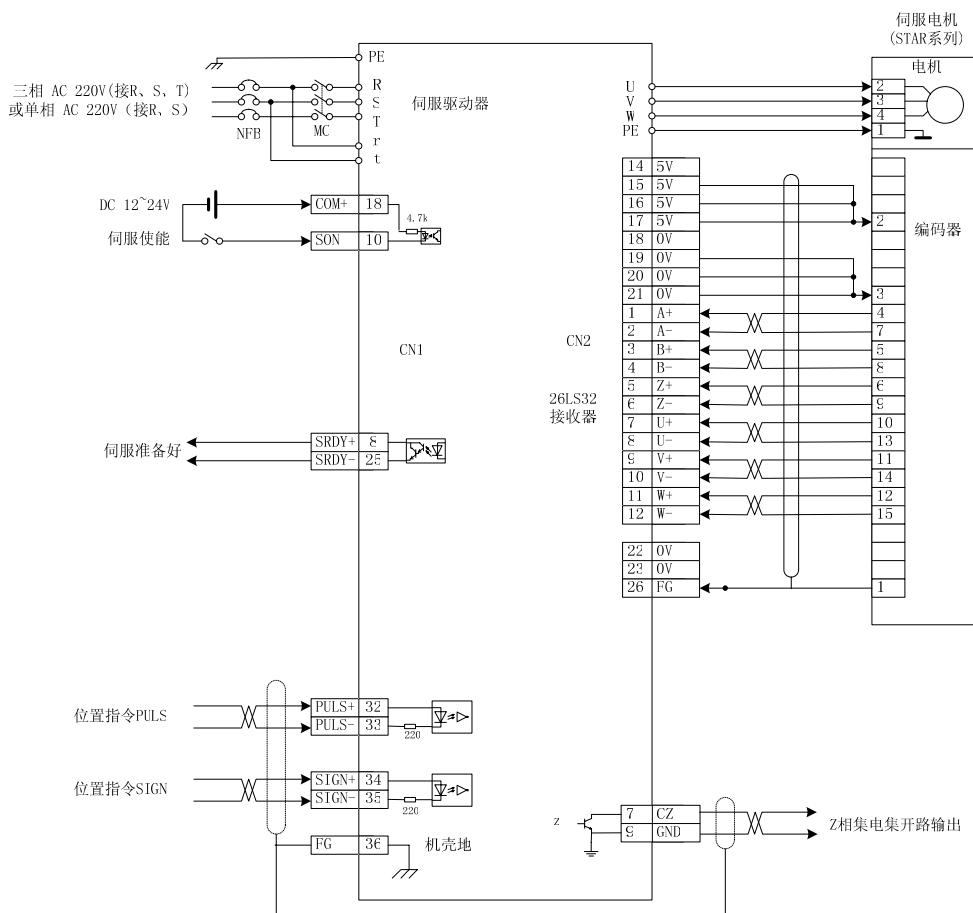 伺服电机
(STAR系列)
电机
PE
三相 AC 220V(接R、S、T)
或单相 AC 220V (接R、S)
NFB
MC
R
S
T
r
t
伺服驱动器
U
V
W
PE
2
3
4
1
DC 12~24V
COM+ 18
4.7k
伺服使能
SON 10
CN1
CN2
26LS32
接收器
14 5V
15 5V
16 5V
17 5V
18 0V
19 0V
20 0V
21 0V
1 A+
2 A-
3 B+
4 B-
5 Z+
6 Z-
7 U+
8 U-
9 V+
10 V-
11 W+
12 W-
22 0V
23 0V
26 FG
编码器
2
3
4
7
5
8
6
9
10
13
11
14
12
15
1
伺服准备好
SRDY+ 8
SRDY- 25
位置指令PULS
PULS+ 32
PULS- 33
220
位置指令SIGN
SIGN+ 34
SIGN- 35
220
FG 36
机壳地
z
7 CZ
9 GND
Z相集电集开路输出